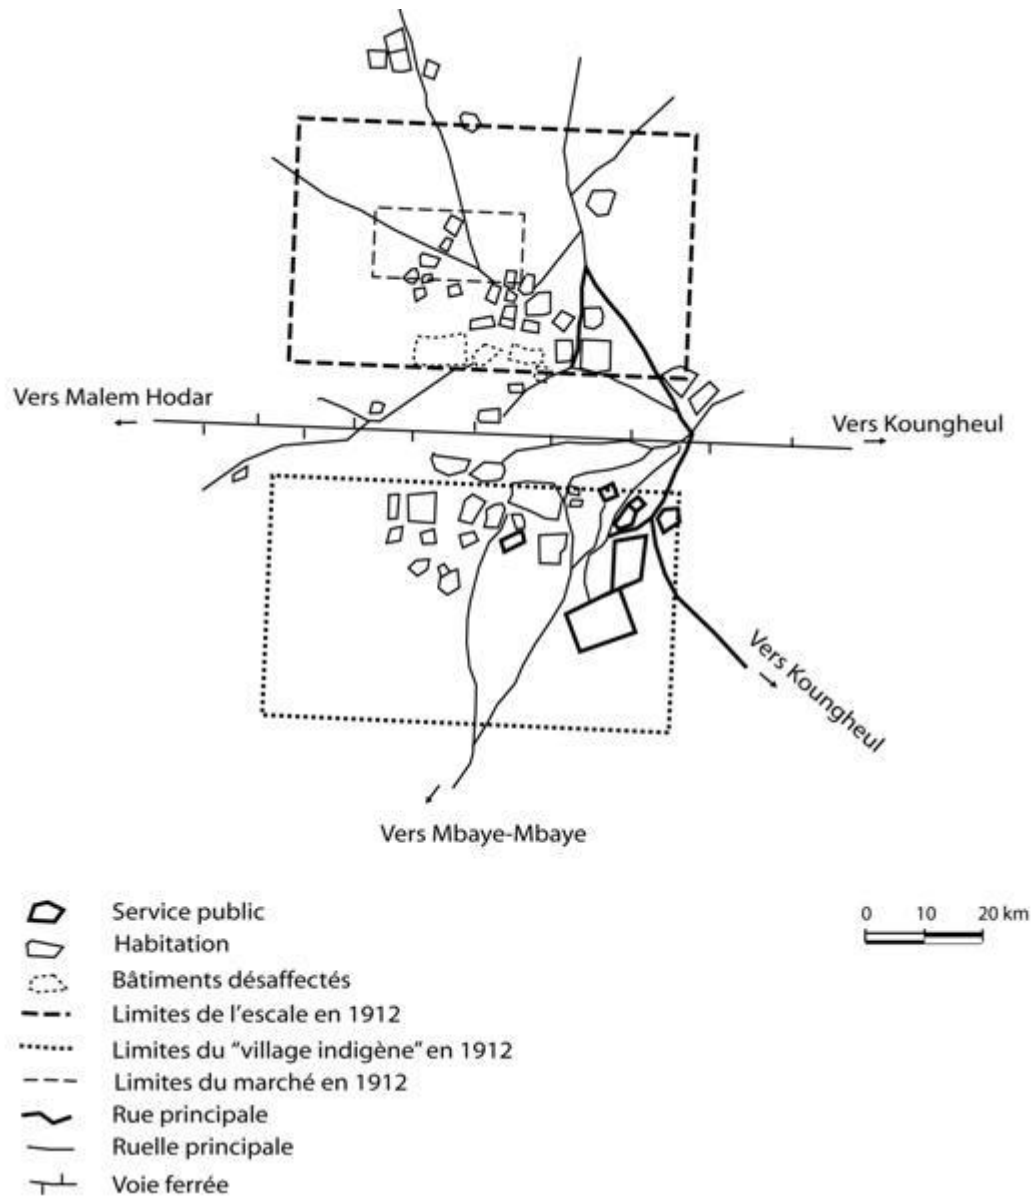 Vers Malem Hodar
Vers Koungheul
Vers Koungheul
Vers Mbaye-Mbaye
Service public
0 10 20 km
Habitation
Bâtiments désaffectés
Limites de l'escale en 1912
Limites du "village indigène" en 1912
Limites du marché en 1912
Rue principale
Ruelle principale
Voie ferrée